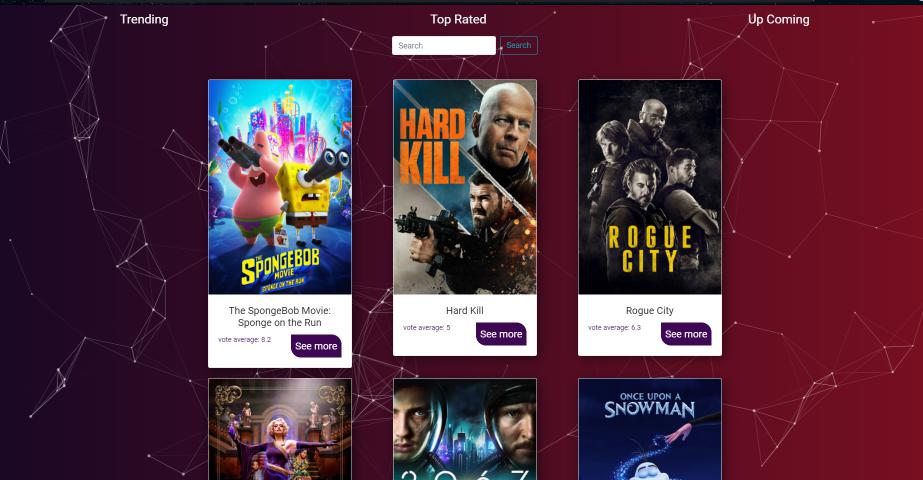 Trending
Top Rated
Up Coming
Search
Search
HARD
KILL
THE
SPONGEBOB
MOVIE
SPONGE ON THE RUN
ROGUE
CITY
The SpongeBob Movie:
Sponge on the Run
vote average: 8.2
See more
Hard Kill
vote average: 5
See more
Rogue City
vote average: 6.3
See more
ONCE UPON A
SNOWMAN
2067